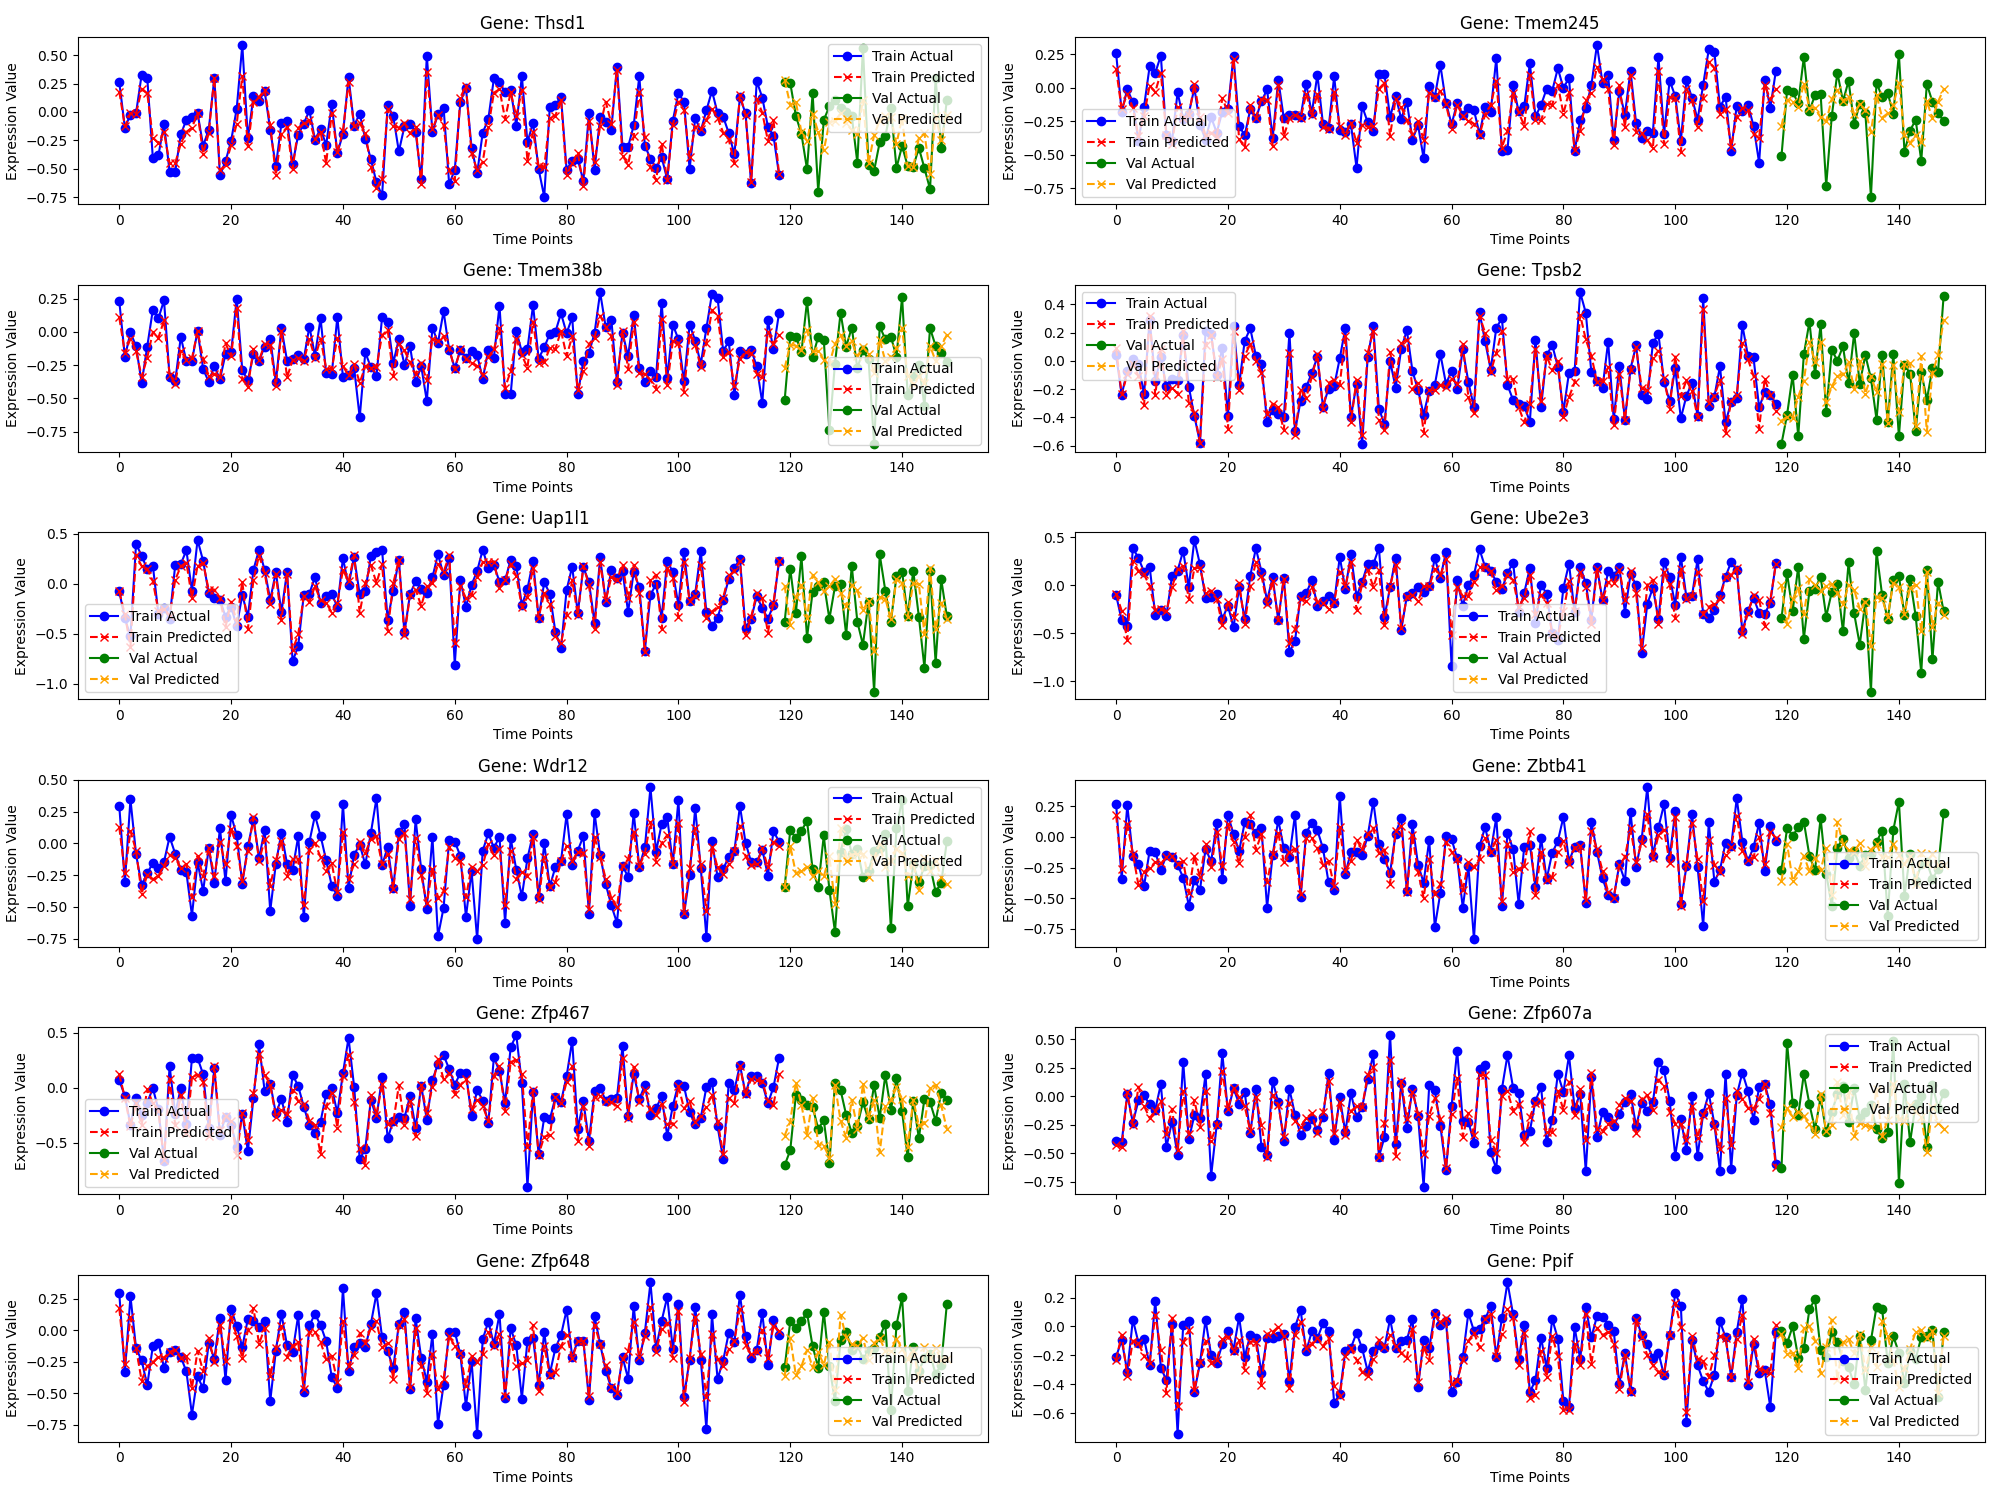 Gene: Thsd1
Expression Value
0.50
0.25
0.00
−0.25
−0.50
−0.75
0 20 40 60 80 100 120 140
Time Points
Train Actual
Train Predicted
Val Actual
Val Predicted
Gene: Tmem245
Expression Value
0.25
0.00
−0.25
−0.50
−0.75
0 20 40 60 80 100 120 140
Time Points
Train Actual
Train Predicted
Val Actual
Val Predicted
Gene: Tmem38b
Expression Value
0.25
0.00
−0.25
−0.50
−0.75
0 20 40 60 80 100 120 140
Time Points
Train Actual
Train Predicted
Val Actual
Val Predicted
Gene: Tpsb2
Expression Value
0.4
0.2
0.0
−0.2
−0.4
−0.6
0 20 40 60 80 100 120 140
Time Points
Train Actual
Train Predicted
Val Actual
Val Predicted
Gene: Uap1l1
Expression Value
0.5
0.0
−0.5
−1.0
0 20 40 60 80 100 120 140
Time Points
Train Actual
Train Predicted
Val Actual
Val Predicted
Gene: Ube2e3
Expression Value
0.5
0.0
−0.5
−1.0
0 20 40 60 80 100 120 140
Time Points
Train Actual
Train Predicted
Val Actual
Val Predicted
Gene: Wdr12
Expression Value
0.50
0.25
0.00
−0.25
−0.50
−0.75
0 20 40 60 80 100 120 140
Time Points
Train Actual
Train Predicted
Val Actual
Val Predicted
Gene: Zbtb41
Expression Value
0.25
0.00
−0.25
−0.50
−0.75
0 20 40 60 80 100 120 140
Time Points
Train Actual
Train Predicted
Val Actual
Val Predicted
Gene: Zfp467
Expression Value
0.5
0.0
−0.5
0 20 40 60 80 100 120 140
Time Points
Train Actual
Train Predicted
Val Actual
Val Predicted
Gene: Zfp607a
Expression Value
0.50
0.25
0.00
−0.25
−0.50
−0.75
0 20 40 60 80 100 120 140
Time Points
Train Actual
Train Predicted
Val Actual
Val Predicted
Gene: Zfp648
Expression Value
0.25
0.00
−0.25
−0.50
−0.75
0 20 40 60 80 100 120 140
Time Points
Train Actual
Train Predicted
Val Actual
Val Predicted
Gene: Ppif
Expression Value
0.2
0.0
−0.2
−0.4
−0.6
0 20 40 60 80 100 120 140
Time Points
Train Actual
Train Predicted
Val Actual
Val Predicted